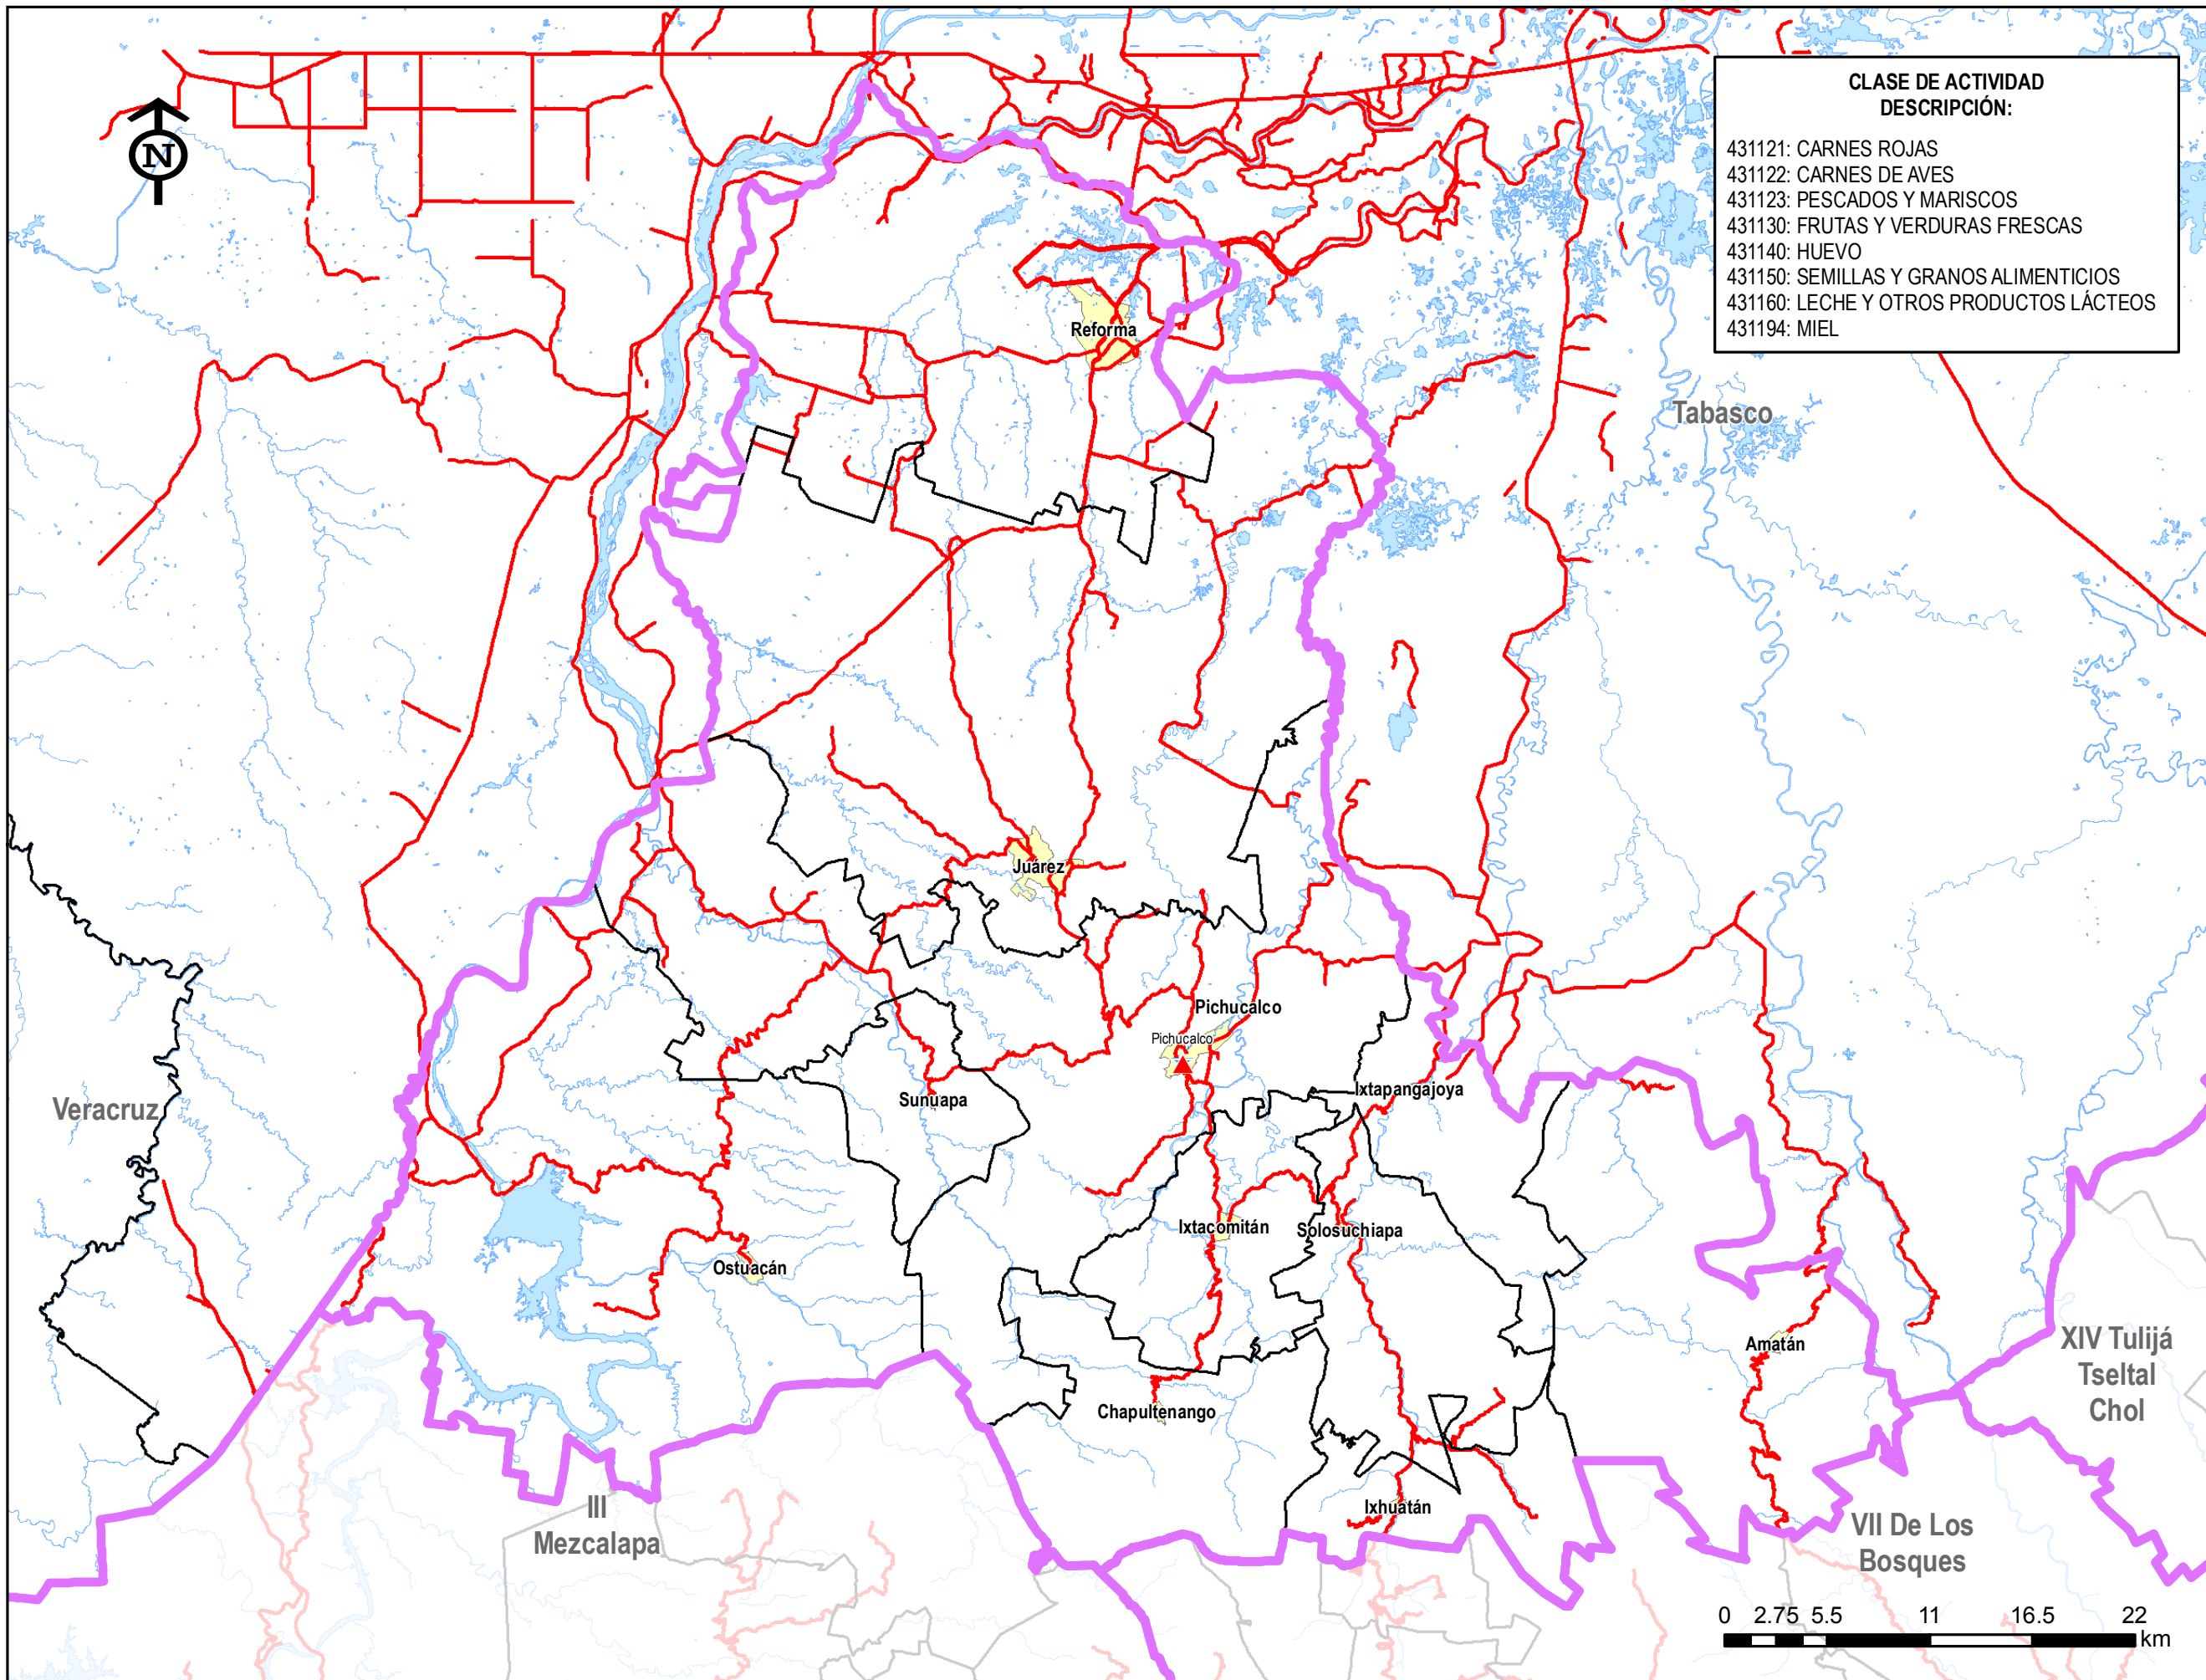 N
CLASE DE ACTIVIDAD
DESCRIPCIÓN:
431121: CARNES ROJAS
431122: CARNES DE AVES
431123: PESCADOS Y MARISCOS
431130: FRUTAS Y VERDURAS FRESCAS
431140: HUEVO
431150: SEMILLAS Y GRANOS ALIMENTICIOS
431160: LECHE Y OTROS PRODUCTOS LÁCTEOS
431194: MIEL
Reforma
Tabasco
Juárez
Pichucalco
Pichucalco
Veracruz
Sunuapa
Ixtapangajoya
Ixtacomitán
Solosuchiapa
Ostuacán
Amatán
XIV Tulijá
Tseltal
Chol
Chapultenango
III
Mezcalapa
Ixhuatán
VII De Los
Bosques
0 2.75 5.5 11 16.5 22
km